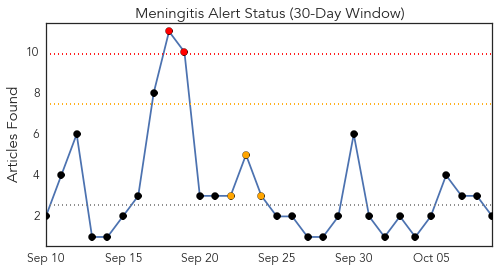 Meningitis Alert Status (30-Day Window)
Articles Found
10
8
6
4
2
Sep 10 Sep 15 Sep 20 Sep 25 Sep 30 Oct 05